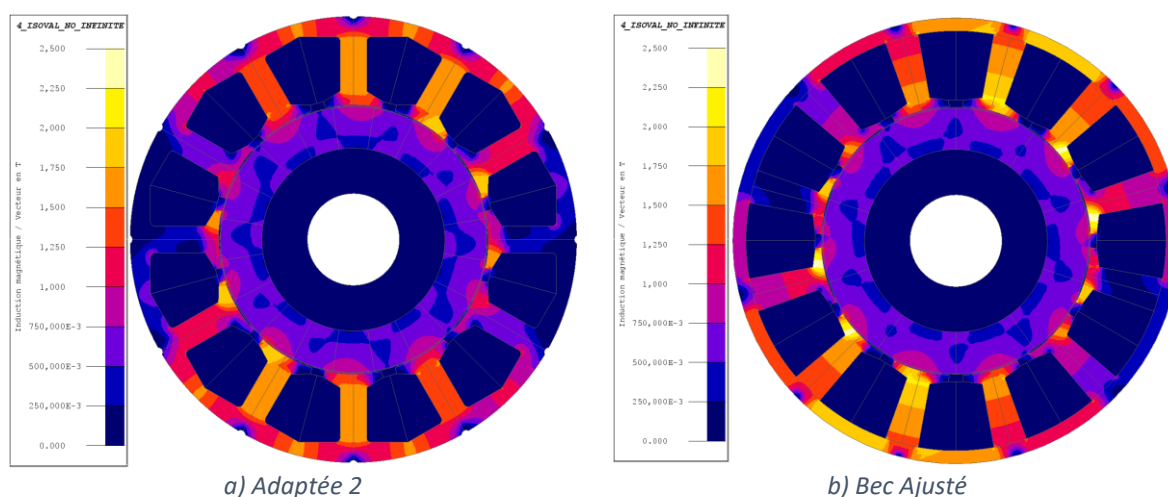 4_ISOVAL_NO_INFINITE
2,500
2,250
2,000
1,750
1,500
1,250
1,000
750,000E-3
500,000E-3
250,000E-3
0.000
Induction magnétique / Vecteur en T
a) Adaptée 2
4_ISOVAL_NO_INFINITE
2,500
2,250
2,000
1,750
1,500
1,250
1,000
750,000E-3
500,000E-3
250,000E-3
0.000
Induction magnétique / Vecteur en T
b) Bec Ajusté